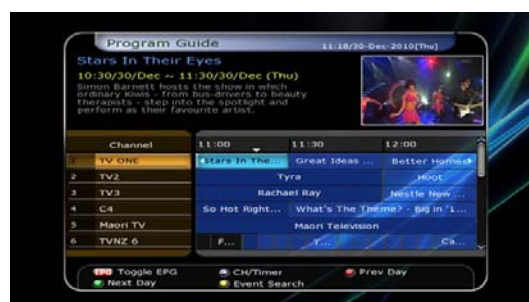 Program Guide
11:18/30-Dec-2010(Thu)
Stars In Their Eyes
10:30/30/Dec ~ 11:30/30/Dec (Thu)
Simon Barnett hosts the show in which
ordinary Kiwis - from bus-drivers to beauty
therapists - step into the spotlight and
perform as their favourite artist.
Channel 11:00 11:30 12:00
1 TV ONE Stars In The... Great Ideas ... Better Homes
2 TV2 Tyra Hoot
3 TV3 Rachael Ray Nestle New ...
4 C4 So Hot Right... What's The Theme? - Big in '1...
5 Maori TV Maori Television
6 TVNZ 6 F... T... Ca...
EPG Toggle EPG CH/Timer Prev Day
Next Day Event Search